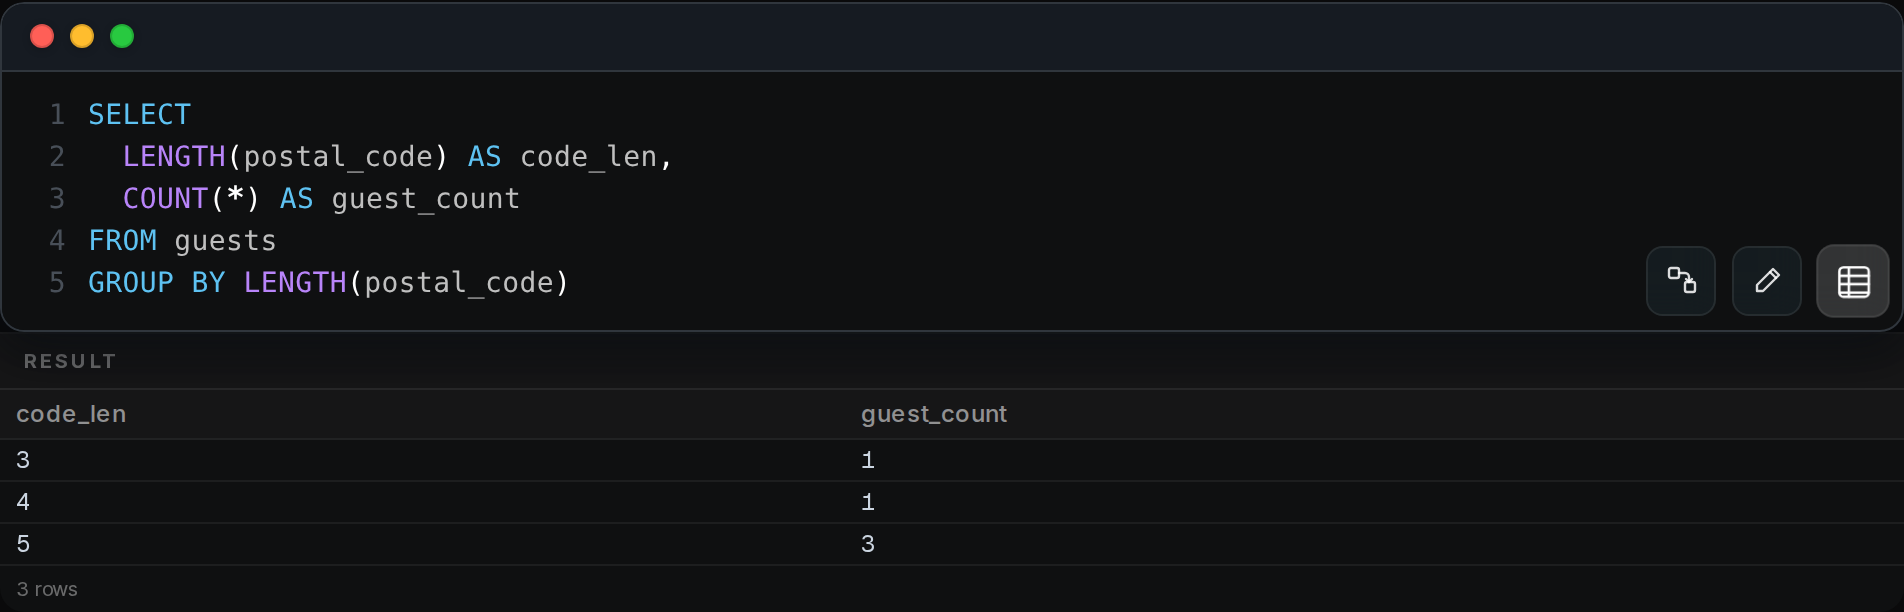 1 SELECT
2   LENGTH(postal_code) AS code_len,
3   COUNT(*) AS guest_count
4 FROM guests
5 GROUP BY LENGTH(postal_code)
RESULT
code_len guest_count
3 1
4 1
5 3
3 rows